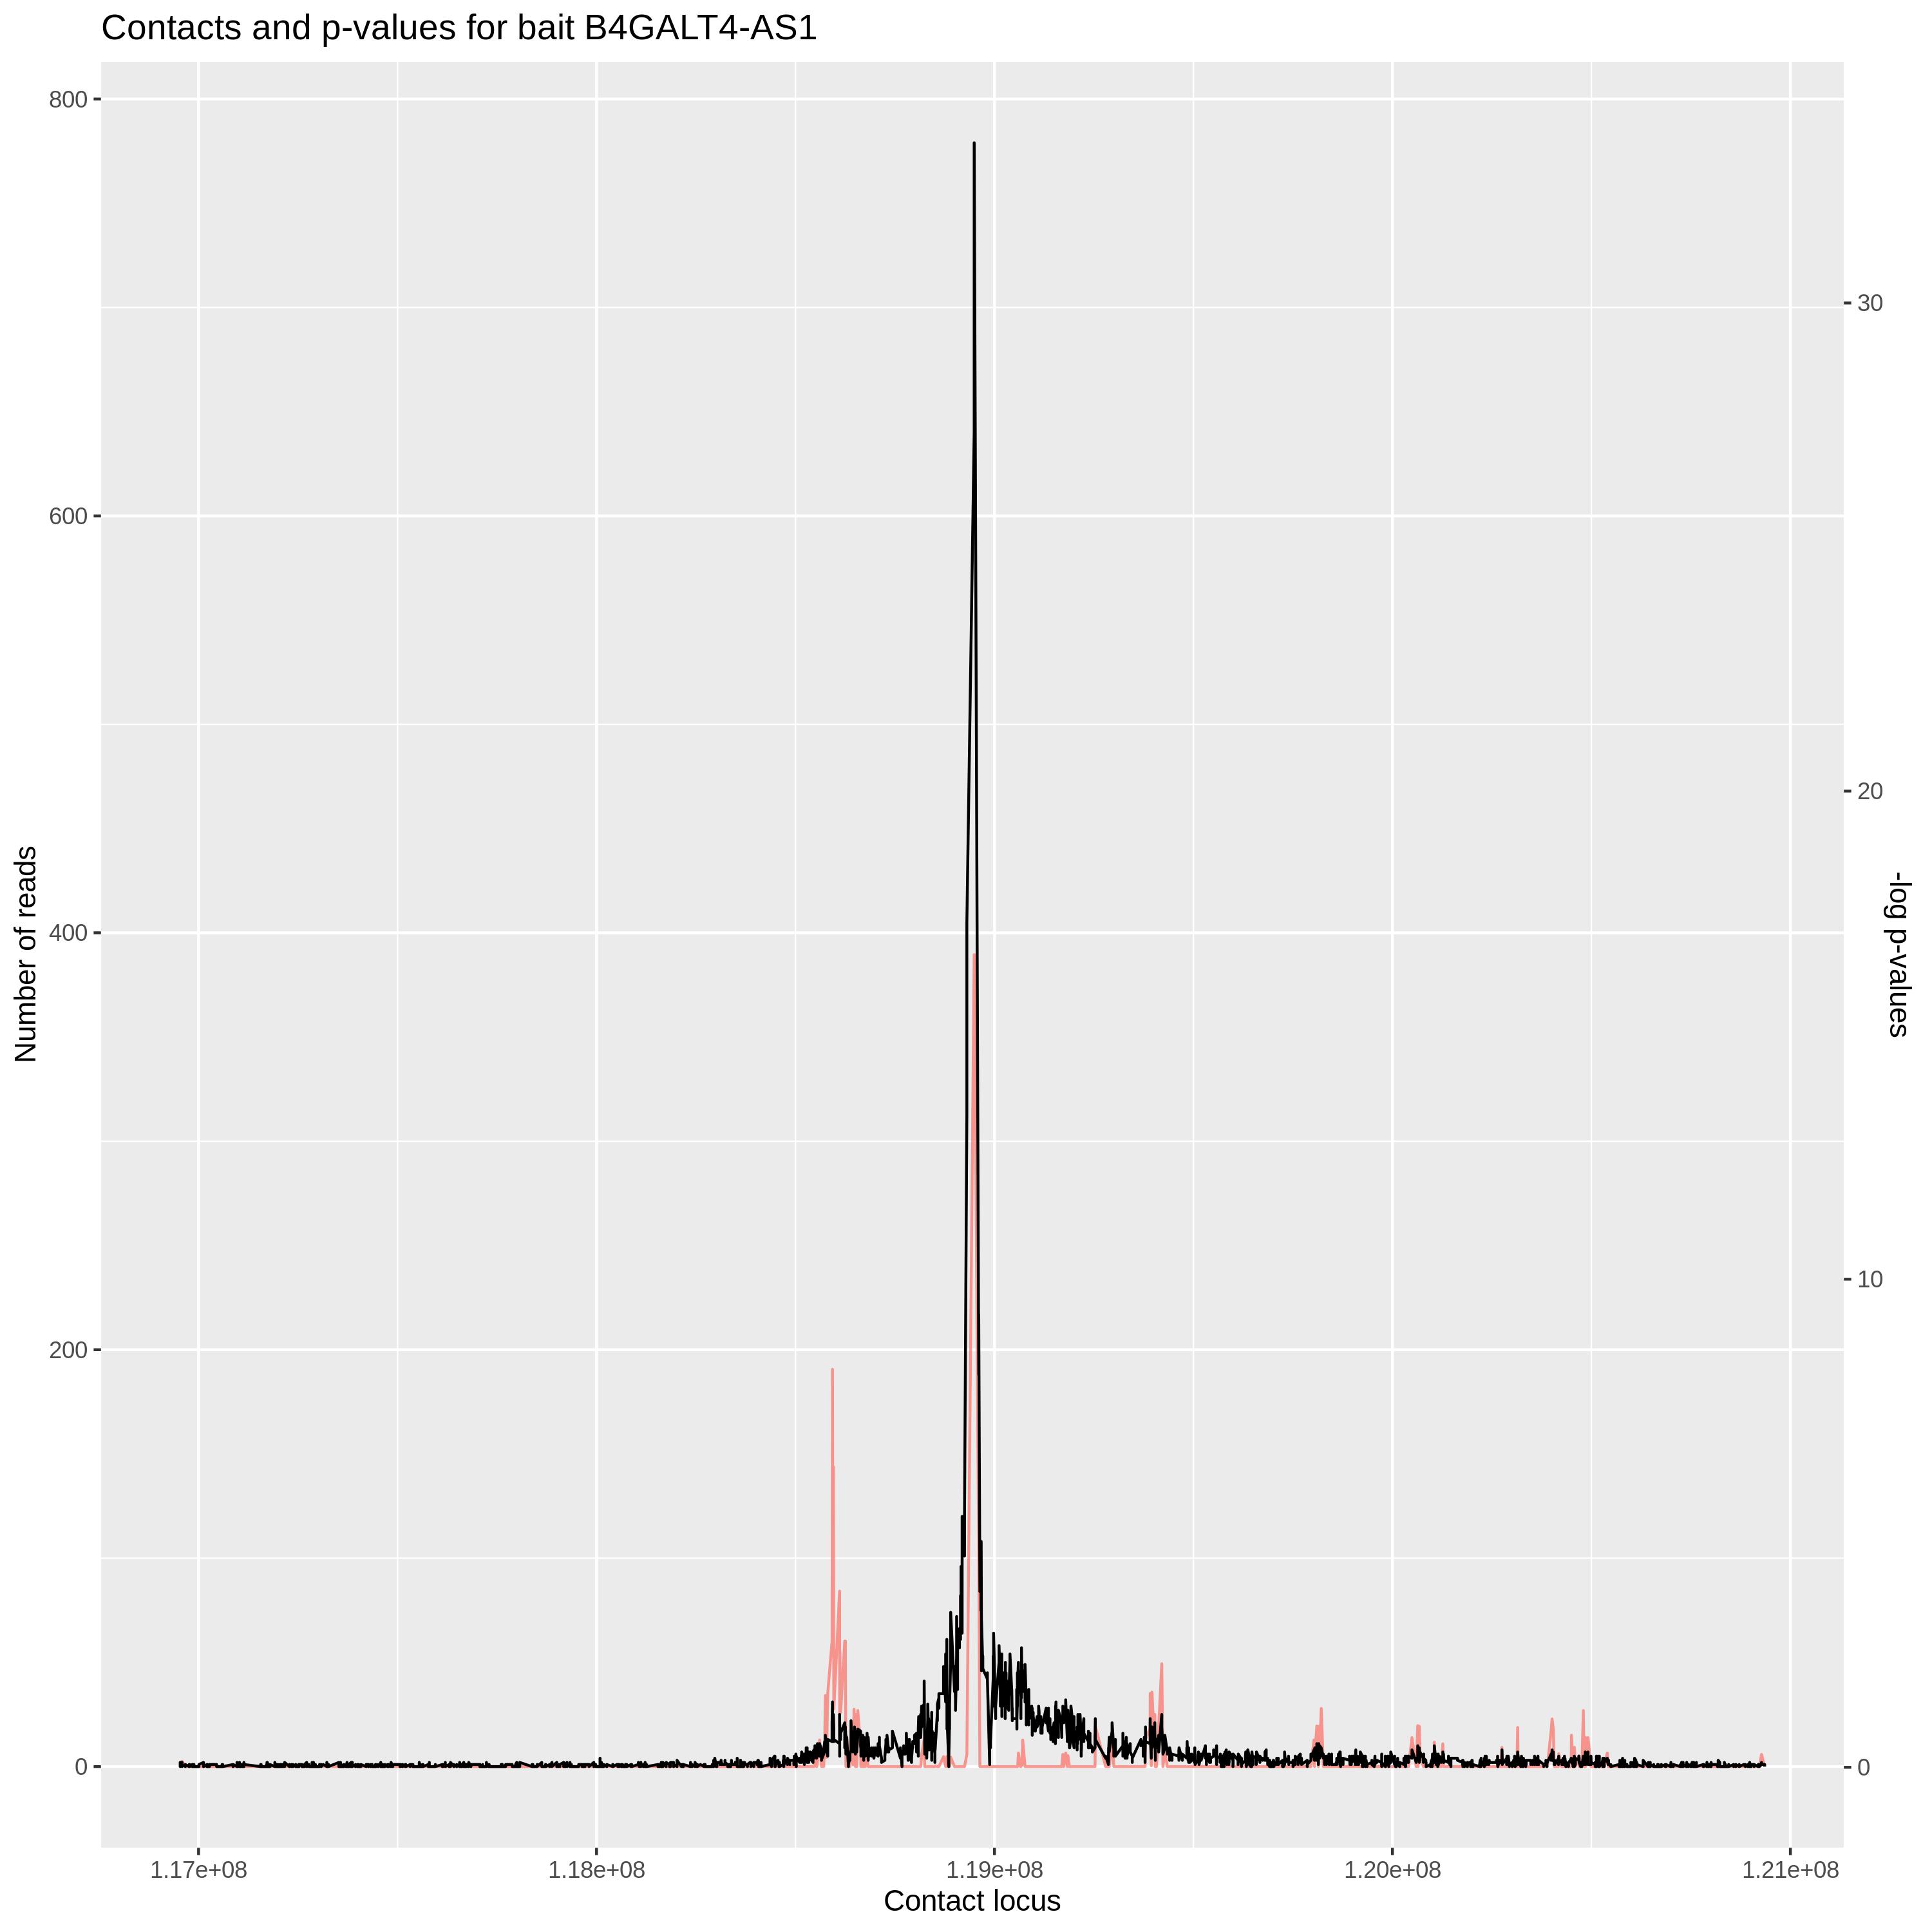 Contacts and p-values for bait B4GALT4-AS1
800
600
400
200
0
Number of reads
30
20
10
0
-log p-values
1.17e+08
1.18e+08
1.19e+08
1.20e+08
1.21e+08
Contact locus